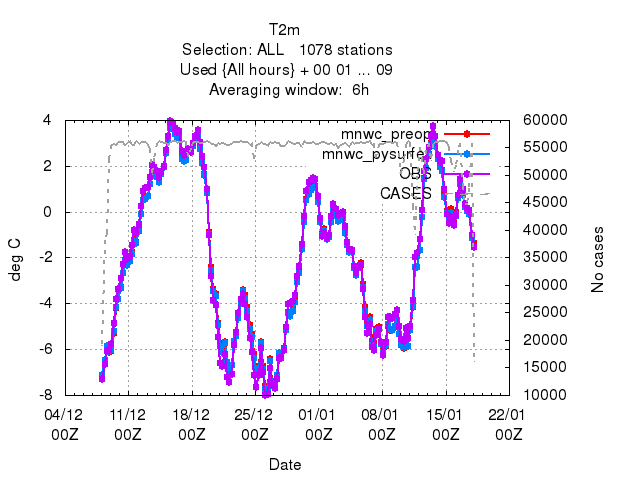 T2m
Selection: ALL   1078 stations
Used {All hours} + 00 01 ... 09
Averaging window:  6h
4
2
0
-2
-4
-6
-8
deg C
60000
55000
50000
45000
40000
35000
30000
25000
20000
15000
10000
No cases
mnwc_preop
mnwc_pysurfex
OBS
CASES
04/12 11/12 18/12 25/12 01/01 08/01 15/01 22/01
00Z 00Z 00Z 00Z 00Z 00Z 00Z 00Z
Date